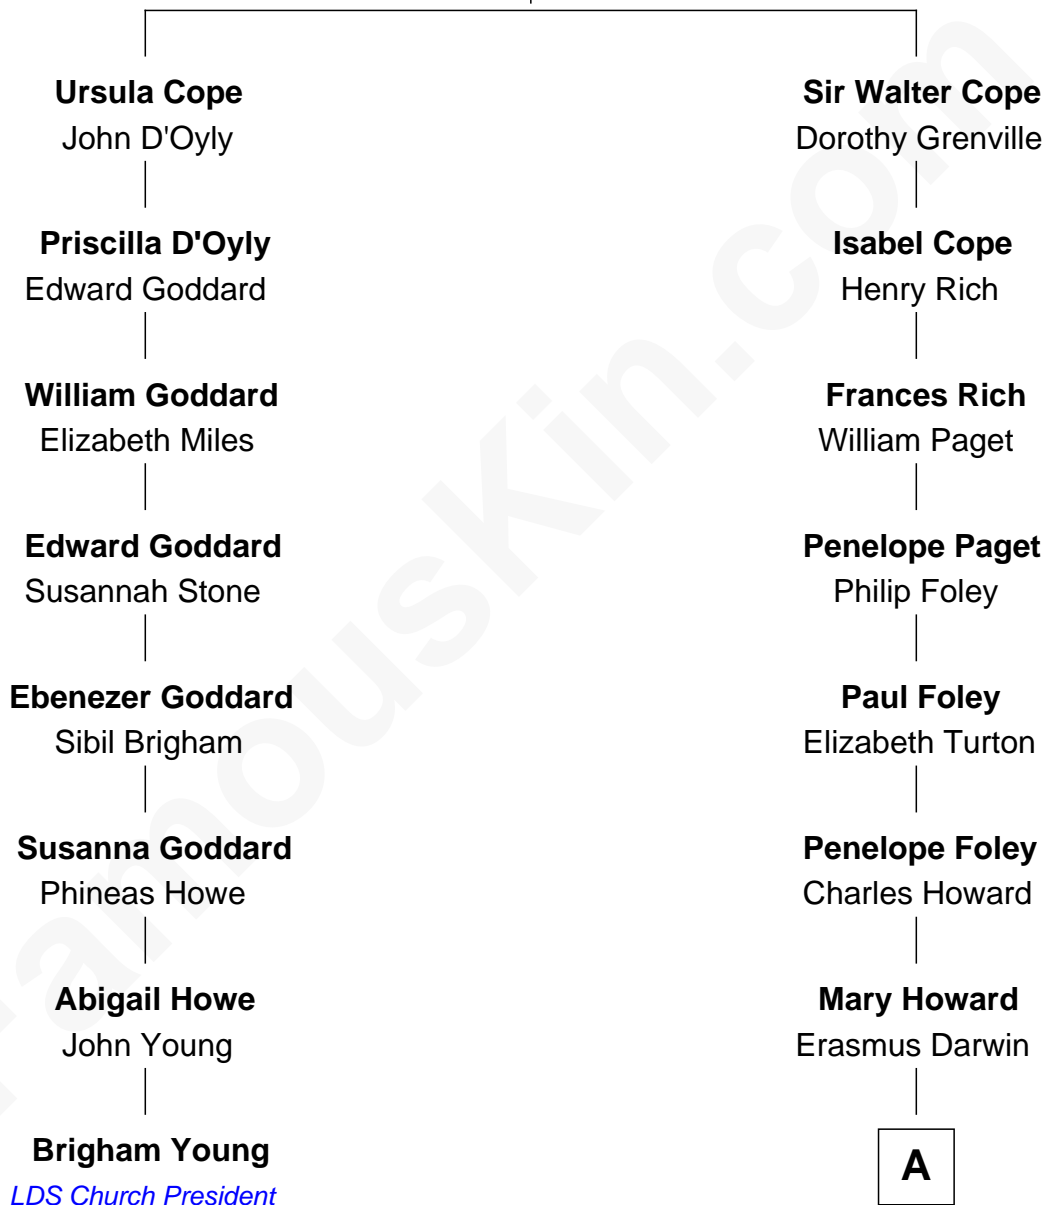 Ursula Cope
John D'Oyly
Priscilla D'Oyly
Edward Goddard
William Goddard
Elizabeth Miles
Edward Goddard
Susannah Stone
Ebenezer Goddard
Sibil Brigham
Susanna Goddard
Phineas Howe
Abigail Howe
John Young
Brigham Young
LDS Church President
Sir Walter Cope
Dorothy Grenville
Isabel Cope
Henry Rich
Frances Rich
William Paget
Penelope Paget
Philip Foley
Paul Foley
Elizabeth Turton
Penelope Foley
Charles Howard
Mary Howard
Erasmus Darwin
A
FamousKin.com